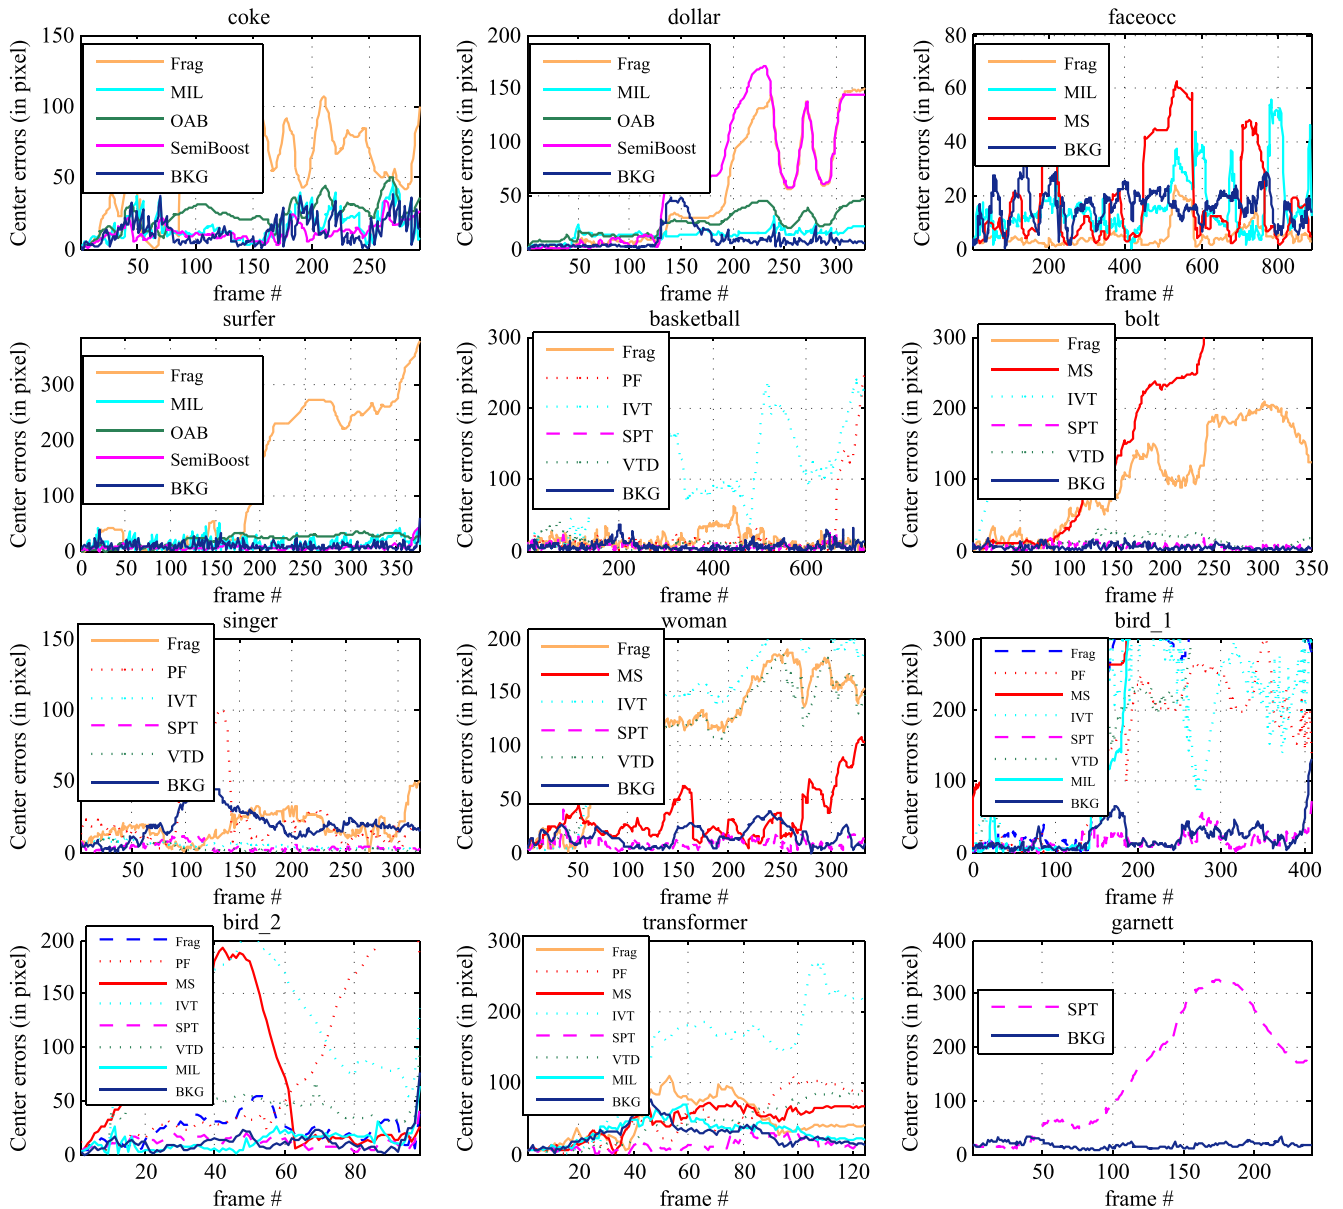 coke
Center errors (in pixel)
150
100
50
0
Frag
MIL
OAB
SemiBoost
BKG
50 100 150 200 250
frame #
dollar
Center errors (in pixel)
200
150
100
50
0
Frag
MIL
OAB
SemiBoost
BKG
50 100 150 200 250 300
frame #
faceocc
Center errors (in pixel)
80
60
40
20
0
Frag
MIL
MS
BKG
200 400 600 800
frame #
surfer
Center errors (in pixel)
300
200
100
0
Frag
MIL
OAB
SemiBoost
BKG
0 50 100 150 200 250 300 350
frame #
basketball
Center errors (in pixel)
300
200
100
0
Frag
PF
IVT
SPT
VTD
BKG
200 400 600
frame #
bolt
Center errors (in pixel)
300
200
100
0
Frag
MS
IVT
SPT
VTD
BKG
50 100 150 200 250 300 350
frame #
singer
Center errors (in pixel)
150
100
50
0
Frag
PF
IVT
SPT
VTD
BKG
100 200 300
frame #
woman
Center errors (in pixel)
200
150
100
50
0
Frag
MS
IVT
SPT
VTD
BKG
50 100 150 200 250 300
frame #
bird_1
Center errors (in pixel)
300
200
100
0
Frag
PF
MS
IVT
SPT
VTD
MIL
BKG
0 100 200 300 400
frame #
bird_2
Center errors (in pixel)
200
150
100
50
0
Frag
PF
MS
IVT
SPT
VTD
MIL
BKG
20 40 60 80
frame #
transformer
Center errors (in pixel)
300
200
100
0
Frag
PF
MS
IVT
SPT
VTD
MIL
BKG
20 40 60 80 100 120
frame #
garnett
Center errors (in pixel)
400
300
200
100
0
SPT
BKG
50 100 150 200
frame #